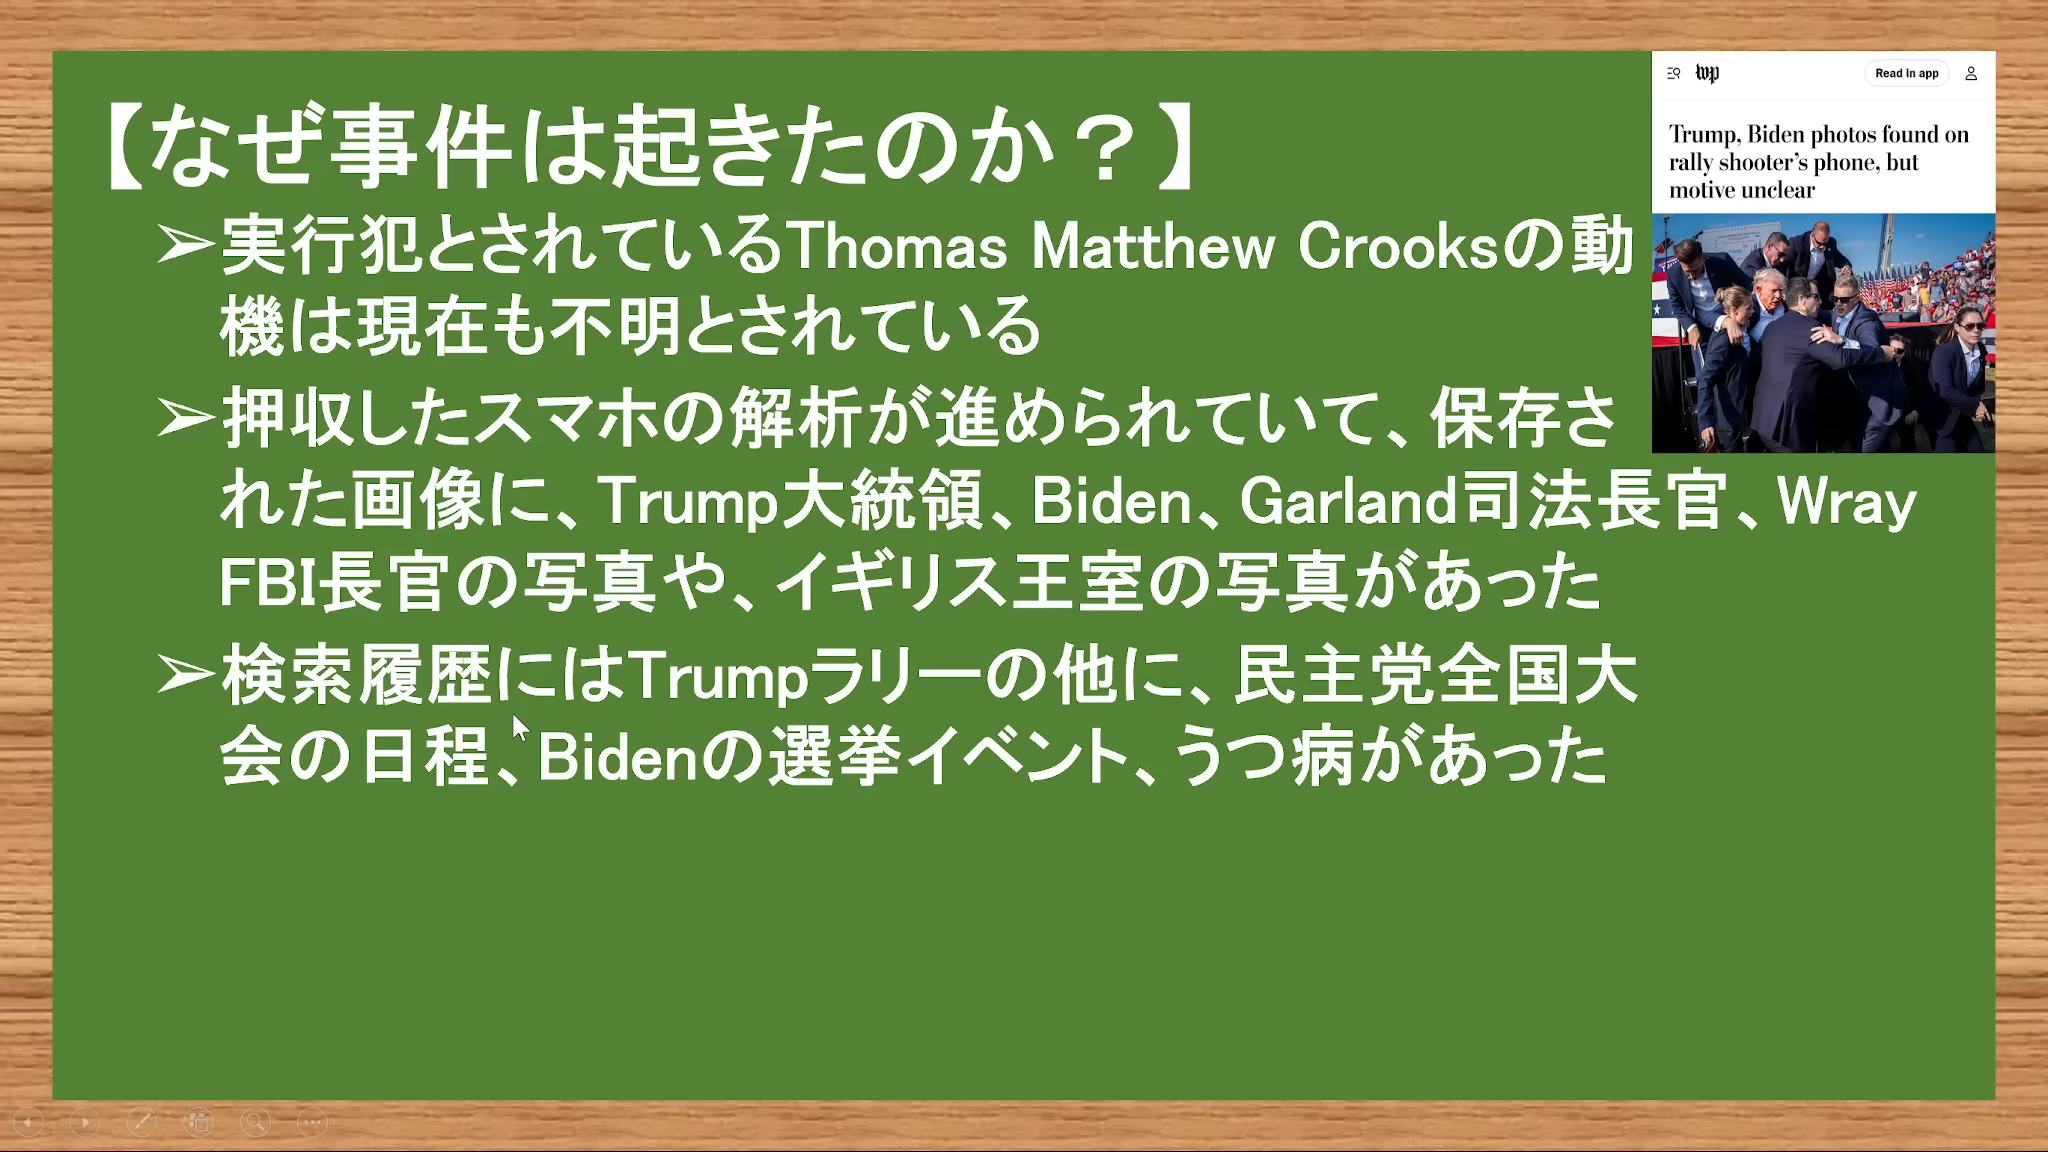 【なぜ事件は起きたのか？】
➢実行犯とされているThomas Matthew Crooksの動
機は現在も不明とされている
➢押収したスマホの解析が進められていて、保存さ
れた画像に、Trump大統領、Biden、Garland司法長官、Wray
FBI長官の写真や、イギリス王室の写真があった
➢検索履歴にはTrumpラリーの他に、民主党全国大
会の日程、Bidenの選挙イベント、うつ病があった
wp
Read in app
Trump, Biden photos found on
rally shooter's phone, but
motive unclear